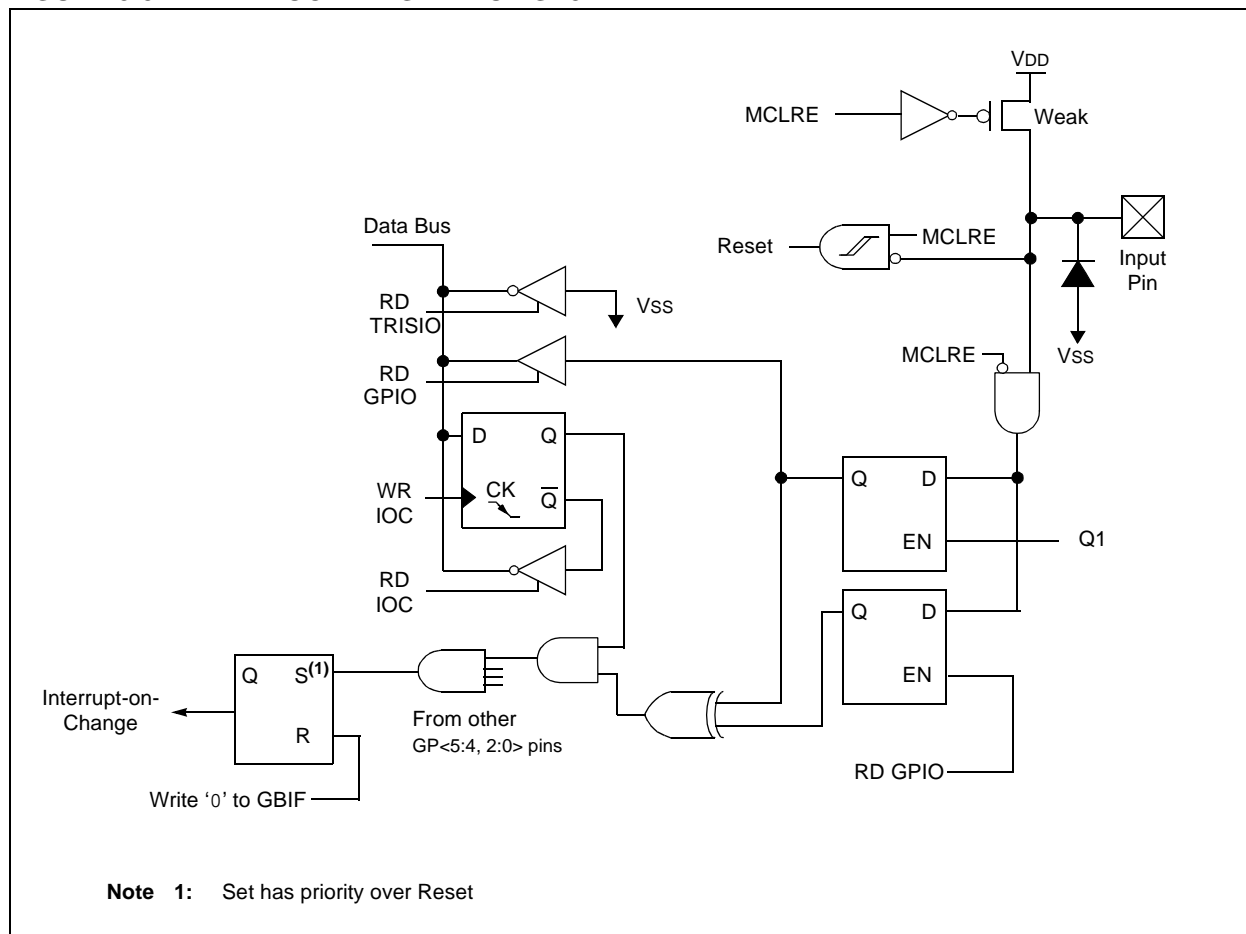 VDD
MCLRE
Weak
Data Bus
Reset
MCLRE
Input
Pin
RD
TRISIO
VSS
MCLRE
VSS
RD
GPIO
D
Q
Q
D
WR
IOC
CK
Q
EN
Q1
RD
IOC
Q
D
EN
Q
S(1)
Interrupt-on-
Change
R
From other
GP<5:4, 2:0> pins
RD GPIO
Write ‘0’ to GBIF
Note 1: Set has priority over Reset